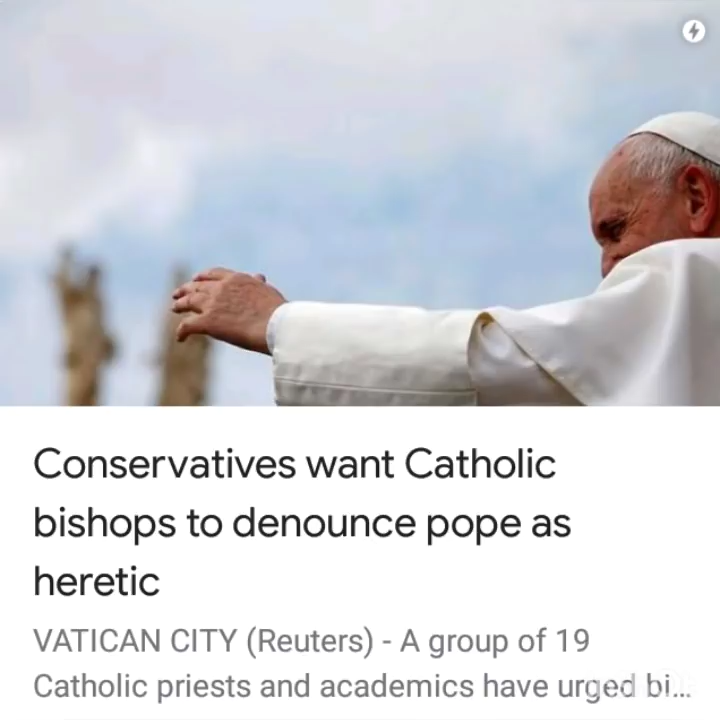 Conservatives want Catholic
bishops to denounce pope as
heretic
VATICAN CITY (Reuters) - A group of 19
Catholic priests and academics have urged bi...